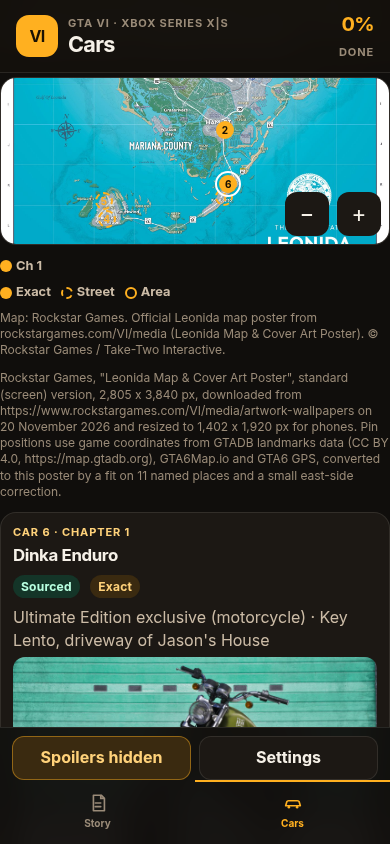 VI
GTA VI · XBOX SERIES X|S
Cars
0%
DONE
2
MARIANA COUNTY
6
− +
LEONIDA
Ch 1
Exact Street Area
Map: Rockstar Games. Official Leonida map poster from
rockstargames.com/VI/media (Leonida Map & Cover Art Poster). ©
Rockstar Games / Take-Two Interactive.
Rockstar Games, "Leonida Map & Cover Art Poster", standard
(screen) version, 2,805 x 3,840 px, downloaded from
https://www.rockstargames.com/VI/media/artwork-wallpapers on
20 November 2026 and resized to 1,402 x 1,920 px for phones. Pin
positions use game coordinates from GTADB landmarks data (CC BY
4.0, https://map.gtadb.org), GTA6Map.io and GTA6 GPS, converted
to this poster by a fit on 11 named places and a small east-side
correction.
CAR 6 · CHAPTER 1
Dinka Enduro
Sourced Exact
Ultimate Edition exclusive (motorcycle) · Key
Lento, driveway of Jason's House
Spoilers hidden Settings
Story Cars